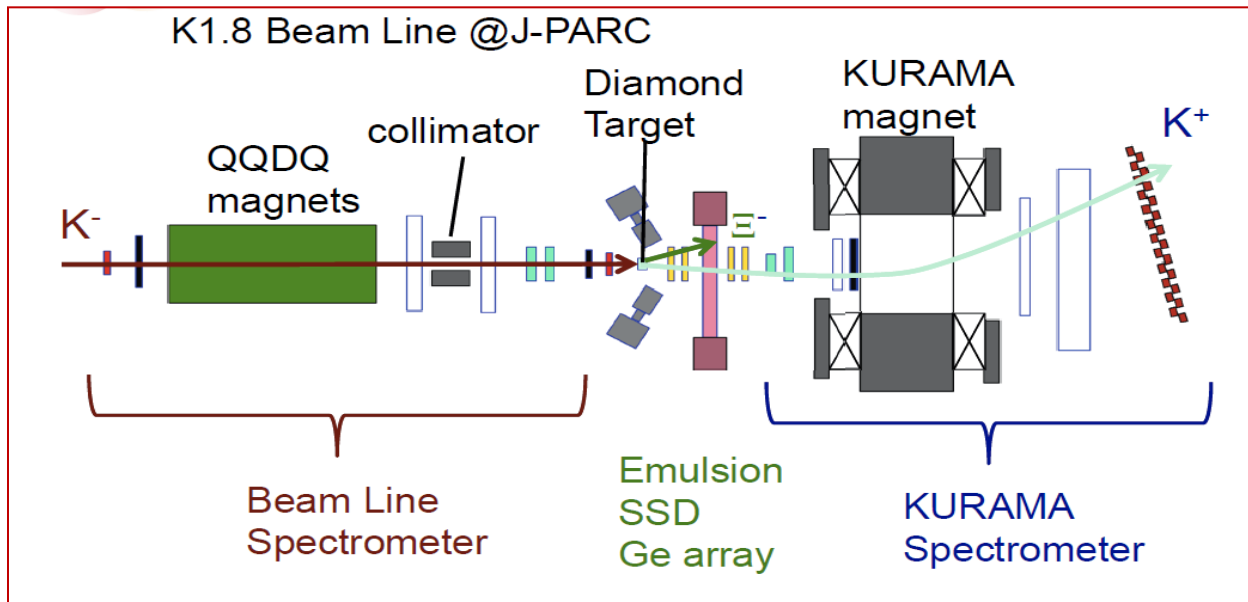 K1.8 Beam Line @J-PARC
Diamond
Target
KURAMA
magnet
collimator
QQDQ
magnets
K⁻
Ξ⁻
K⁺
Beam Line
Spectrometer
Emulsion
SSD
Ge array
KURAMA
Spectrometer